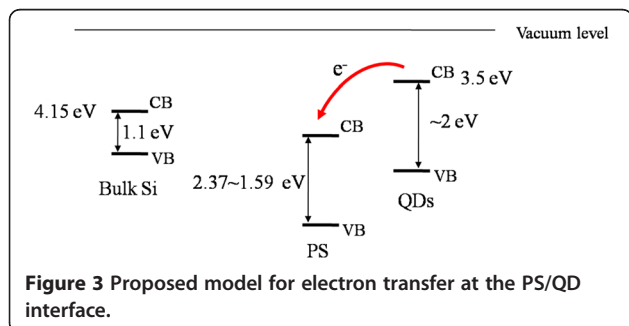 Vacuum level
e-
CB 3.5 eV
4.15 eV
CB
1.1 eV
VB
Bulk Si
CB
2.37~1.59 eV
VB
PS
~2 eV
VB
QDs
Figure 3 Proposed model for electron transfer at the PS/QD
interface.